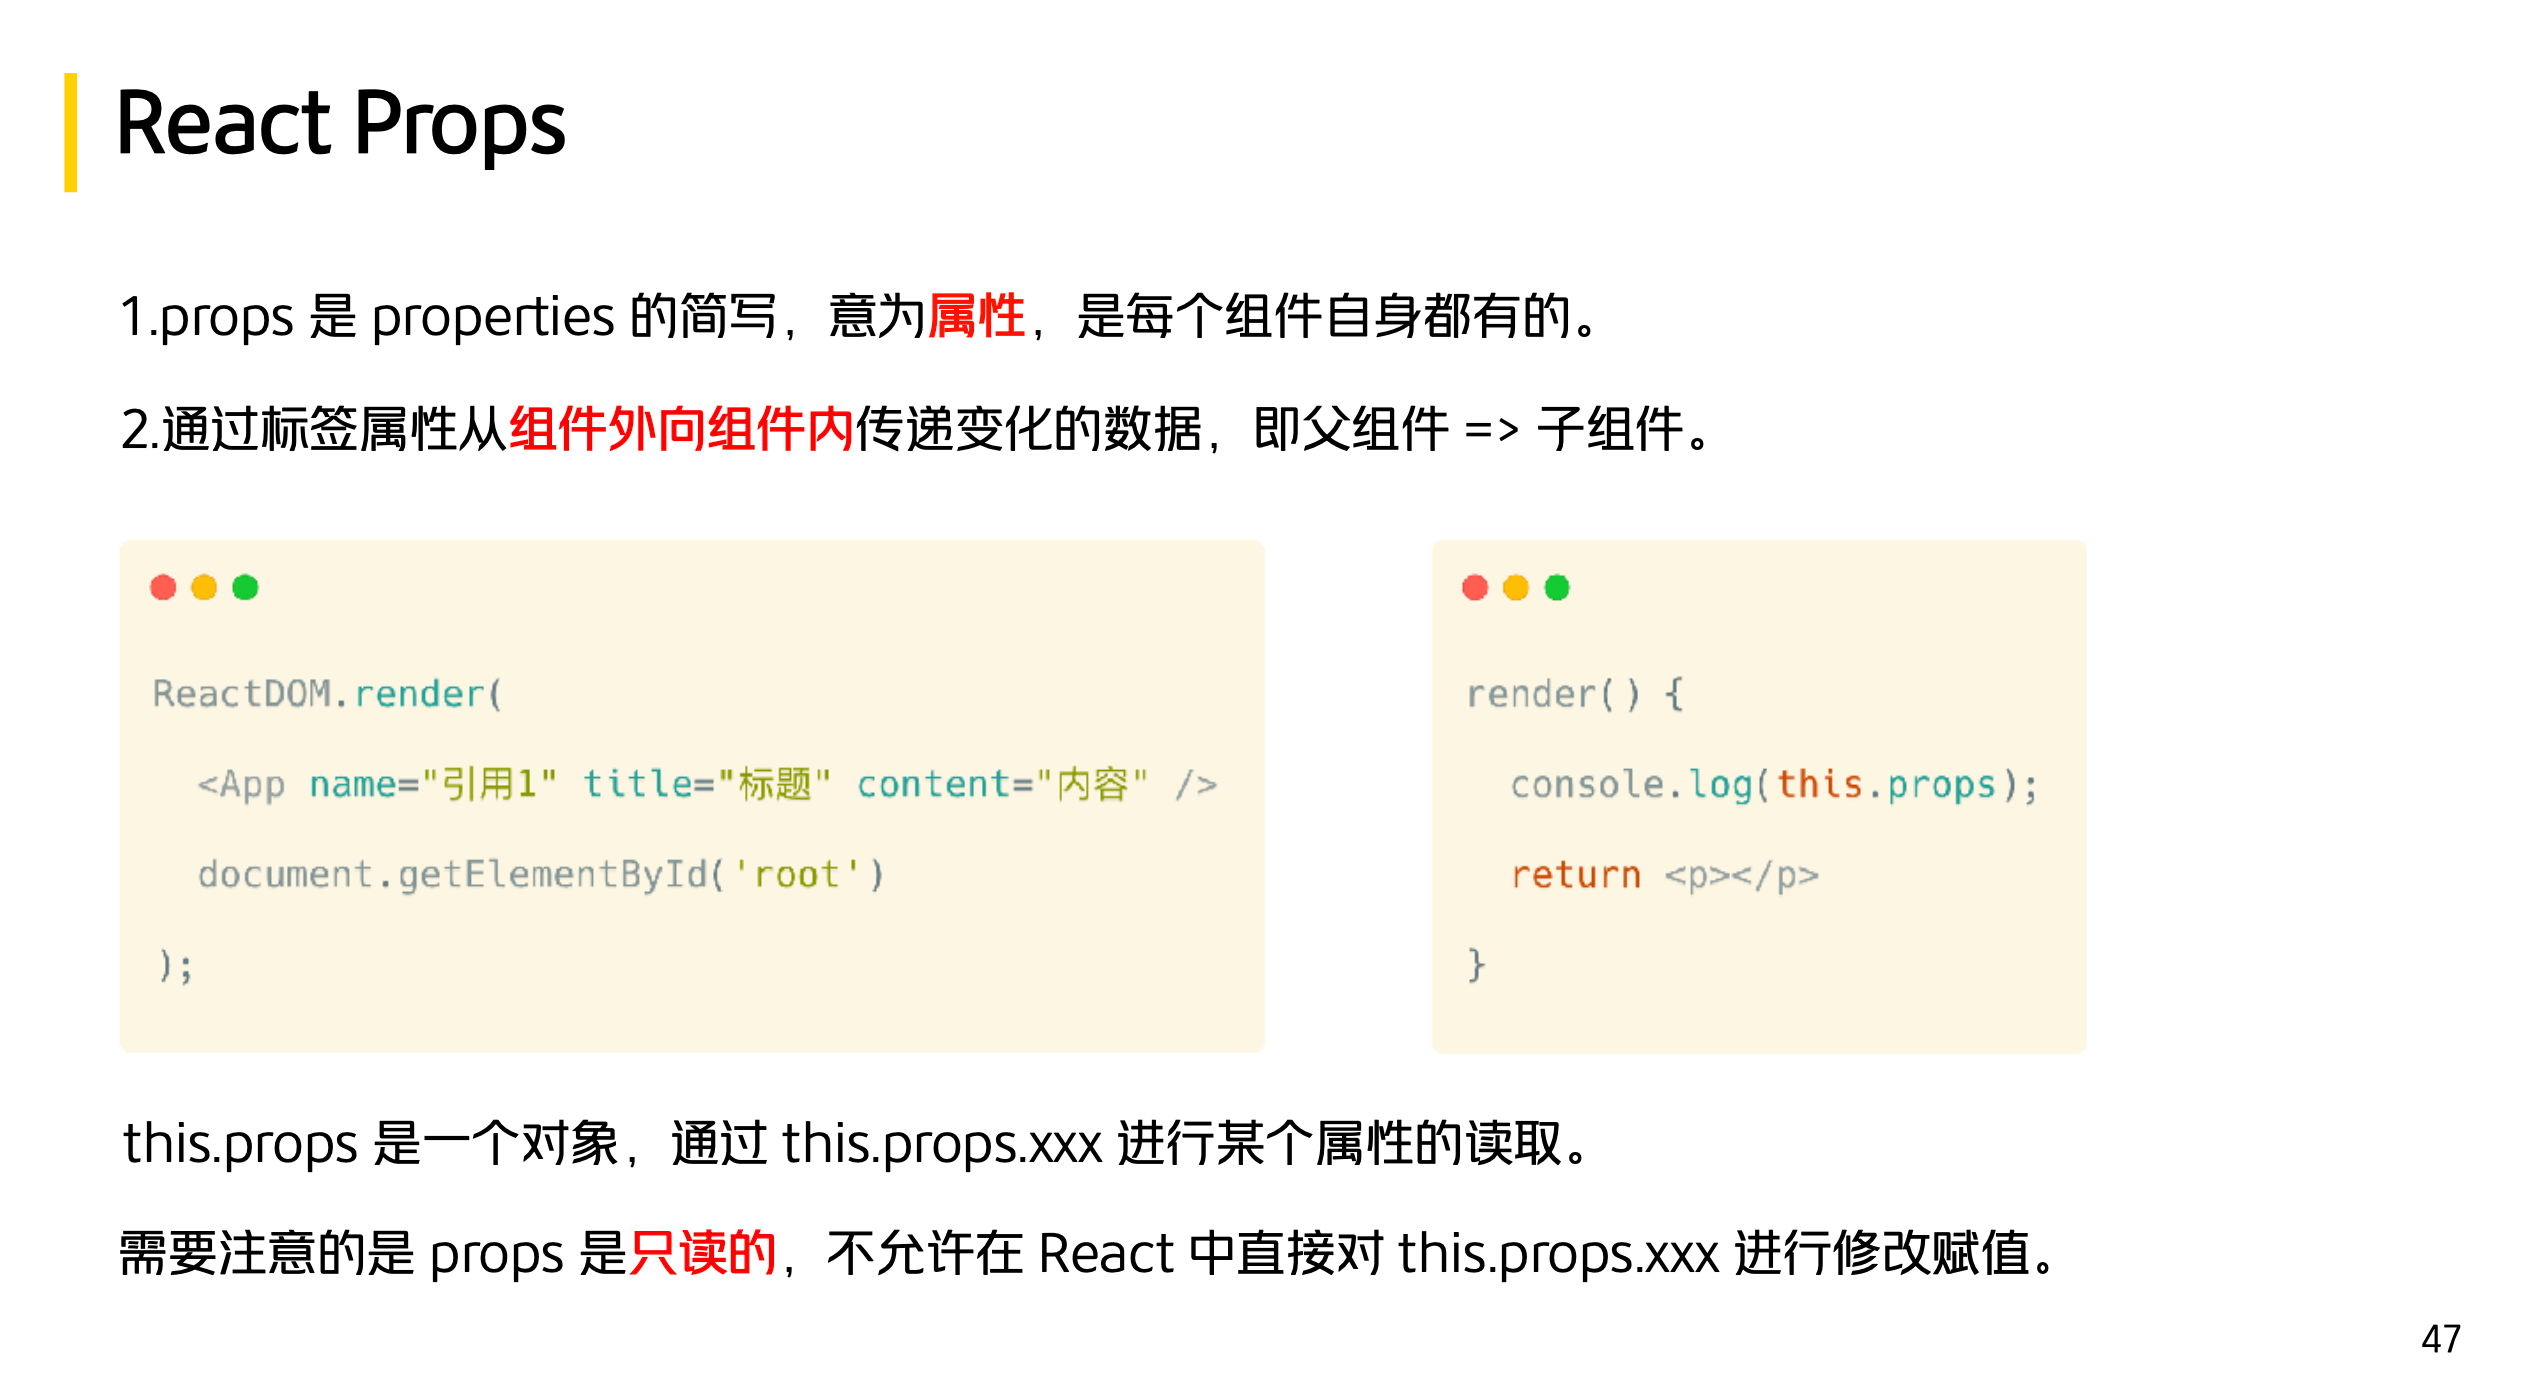 React Props
1.props 是 properties 的简写，意为属性，是每个组件自身都有的。
2.通过标签属性从组件外向组件内传递变化的数据，即父组件 => 子组件。
ReactDOM.render(
  <App name="引用1" title="标题" content="内容" />
  document.getElementById('root')
);
render() {
  console.log(this.props);
  return <p></p>
}
this.props 是一个对象，通过 this.props.xxx 进行某个属性的读取。
需要注意的是 props 是只读的，不允许在 React 中直接对 this.props.xxx 进行修改赋值。
47